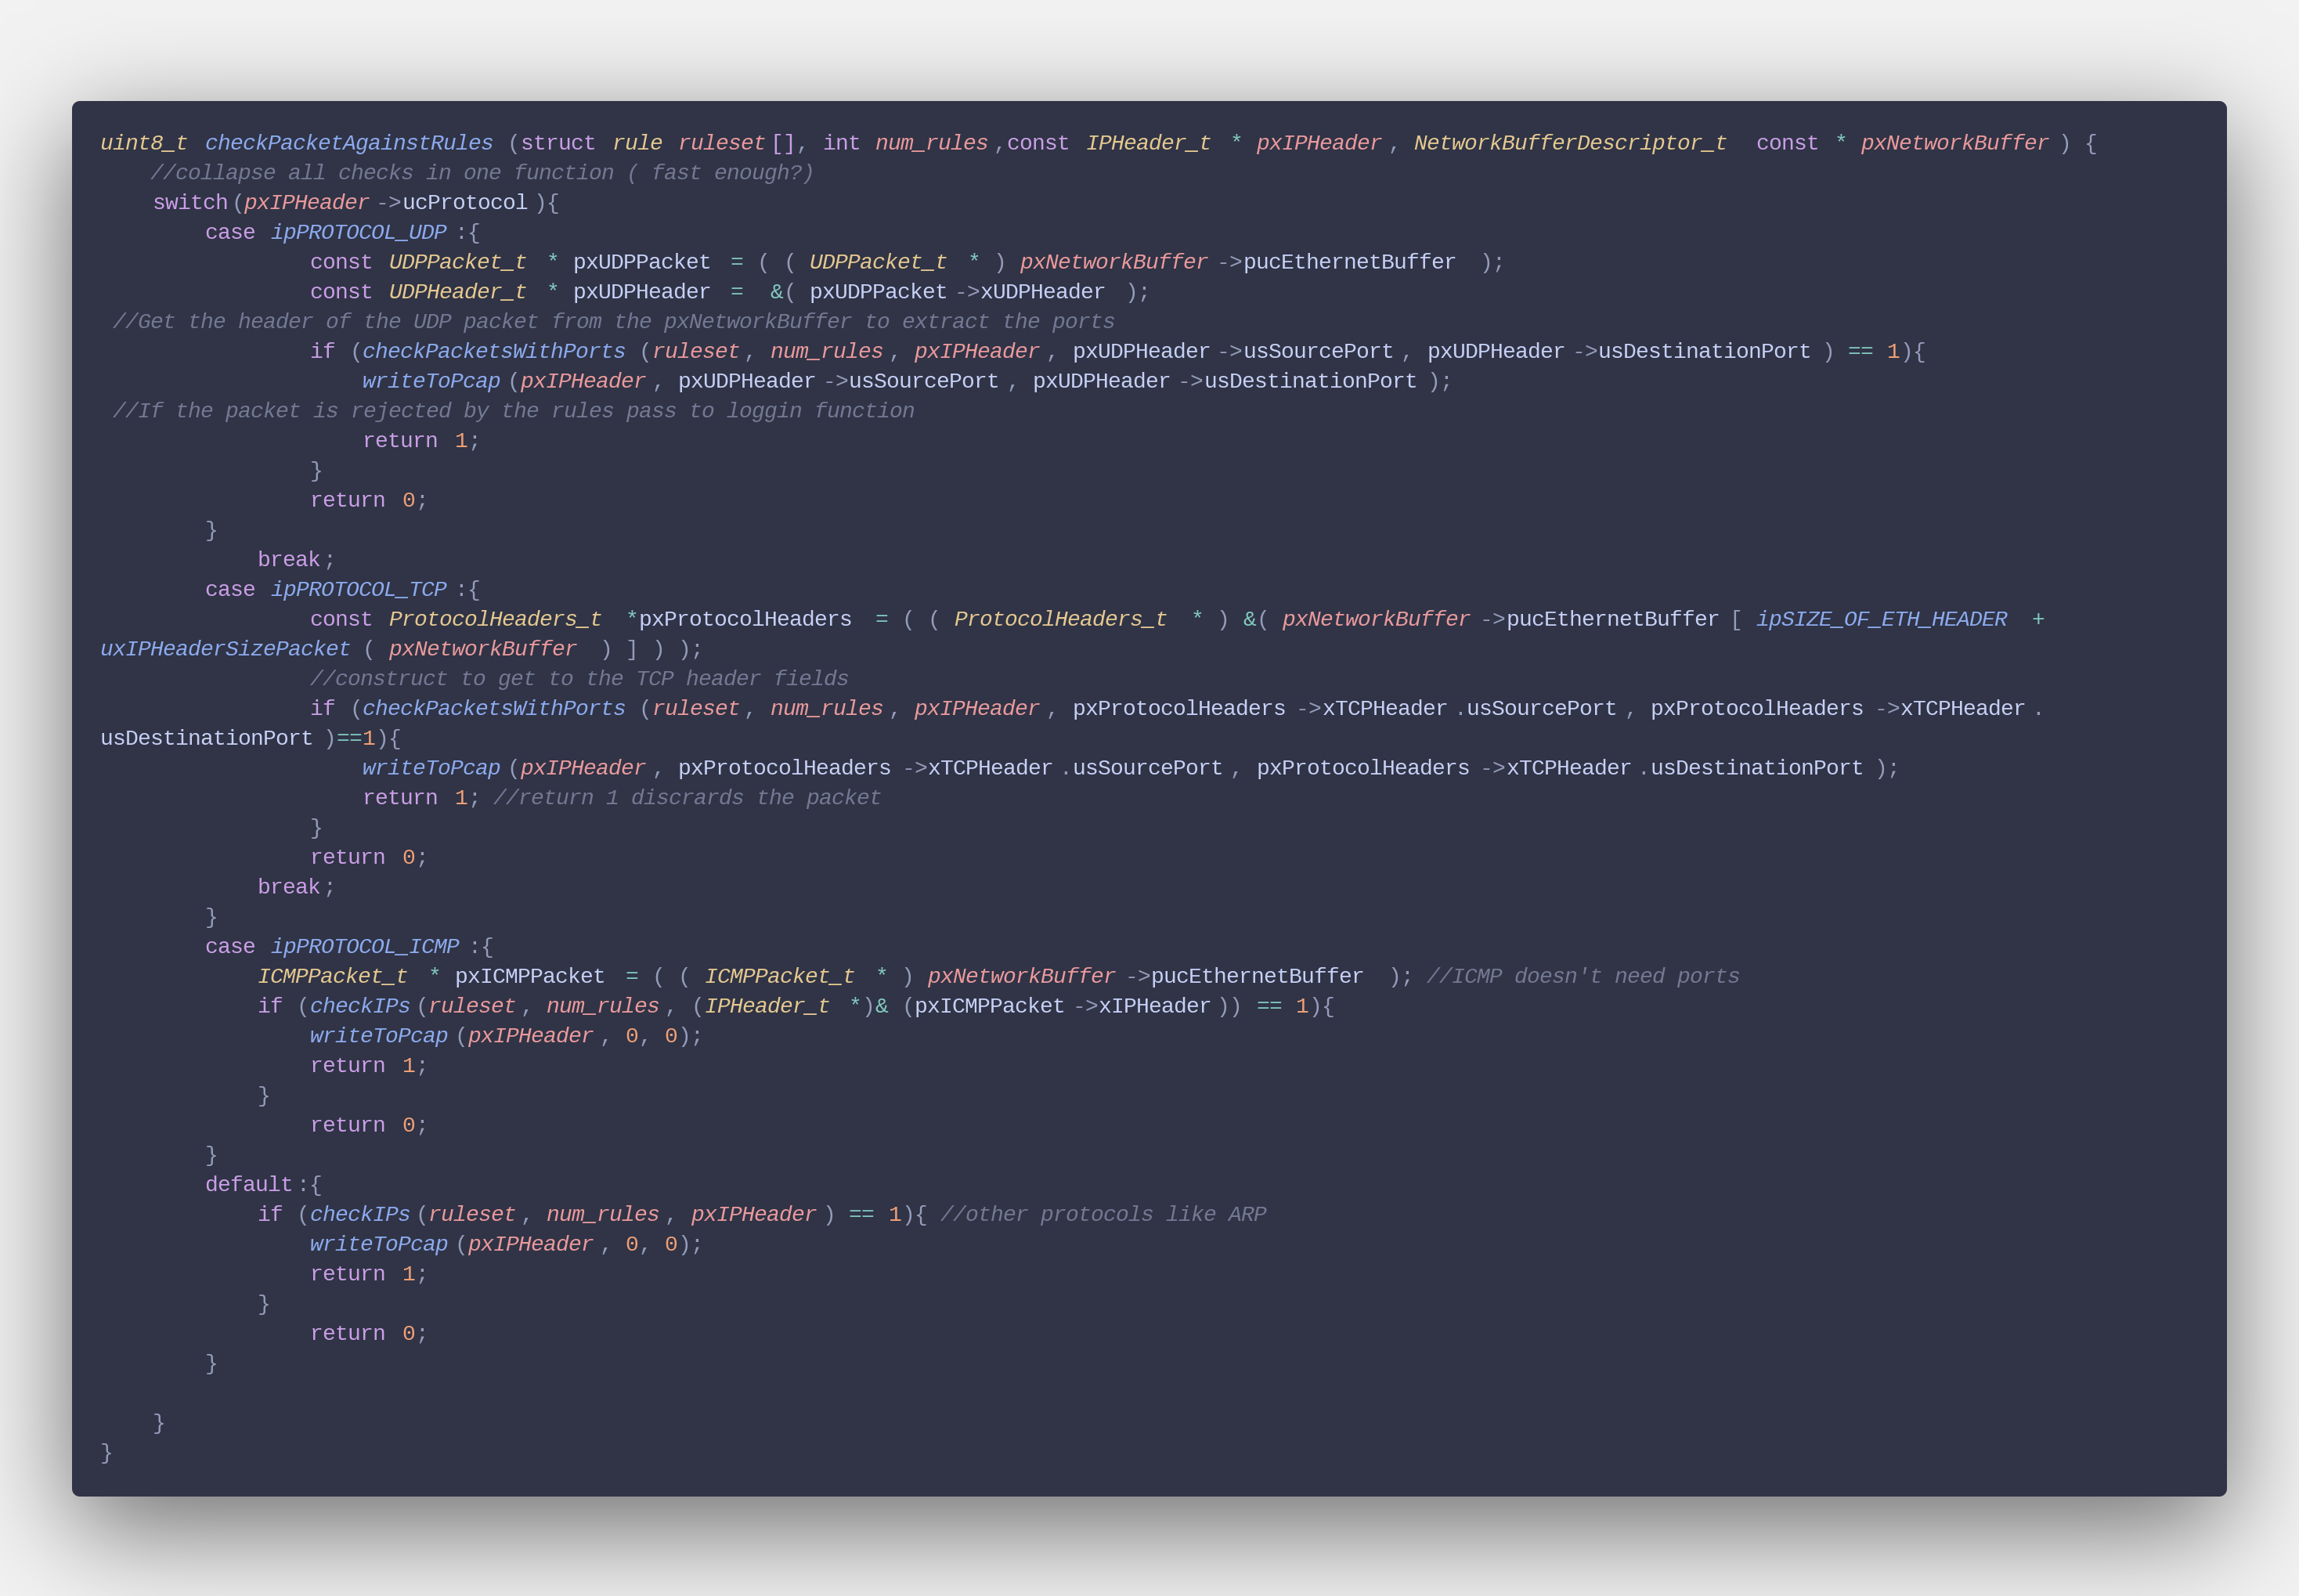 uint8_t checkPacketAgainstRules (struct rule ruleset[], int num_rules,const IPHeader_t * pxIPHeader, NetworkBufferDescriptor_t const * pxNetworkBuffer) {
    //collapse all checks in one function ( fast enough?)
    switch(pxIPHeader->ucProtocol){
        case ipPROTOCOL_UDP:{
                const UDPPacket_t * pxUDPPacket = ( ( UDPPacket_t * ) pxNetworkBuffer->pucEthernetBuffer );
                const UDPHeader_t * pxUDPHeader = &( pxUDPPacket->xUDPHeader );
 //Get the header of the UDP packet from the pxNetworkBuffer to extract the ports
                if (checkPacketsWithPorts (ruleset, num_rules, pxIPHeader, pxUDPHeader->usSourcePort, pxUDPHeader->usDestinationPort) == 1){
                    writeToPcap(pxIPHeader, pxUDPHeader->usSourcePort, pxUDPHeader->usDestinationPort);
 //If the packet is rejected by the rules pass to loggin function
                    return 1;
                }
                return 0;
        }
            break;
        case ipPROTOCOL_TCP:{
                const ProtocolHeaders_t *pxProtocolHeaders = ( ( ProtocolHeaders_t * ) &( pxNetworkBuffer->pucEthernetBuffer[ ipSIZE_OF_ETH_HEADER +
uxIPHeaderSizePacket( pxNetworkBuffer ) ] ) );
                //construct to get to the TCP header fields
                if (checkPacketsWithPorts (ruleset, num_rules, pxIPHeader, pxProtocolHeaders->xTCPHeader.usSourcePort, pxProtocolHeaders->xTCPHeader.
usDestinationPort)==1){
                    writeToPcap(pxIPHeader, pxProtocolHeaders->xTCPHeader.usSourcePort, pxProtocolHeaders->xTCPHeader.usDestinationPort);
                    return 1; //return 1 discrards the packet
                }
                return 0;
            break;
        }
        case ipPROTOCOL_ICMP:{
            ICMPPacket_t * pxICMPPacket = ( ( ICMPPacket_t * ) pxNetworkBuffer->pucEthernetBuffer ); //ICMP doesn't need ports
            if (checkIPs(ruleset, num_rules, (IPHeader_t *)& (pxICMPPacket->xIPHeader)) == 1){
                writeToPcap(pxIPHeader, 0, 0);
                return 1;
            }
                return 0;
        }
        default:{
            if (checkIPs(ruleset, num_rules, pxIPHeader) == 1){ //other protocols like ARP
                writeToPcap(pxIPHeader, 0, 0);
                return 1;
            }
                return 0;
        }

    }
}